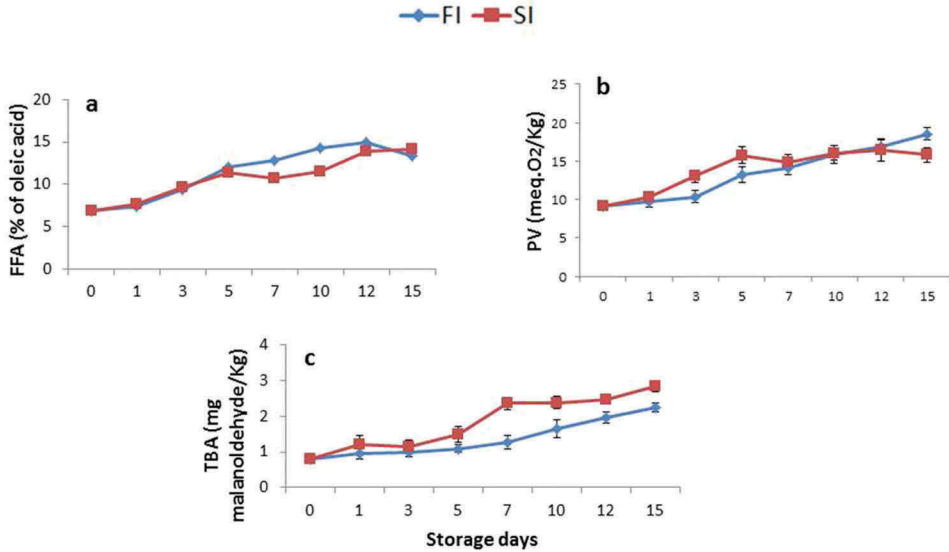 FI SI
a
FFA (% of oleic acid)
20
15
10
5
0
0 1 3 5 7 10 12 15
b
PV (meq.O2/Kg)
25
20
15
10
5
0
0 1 3 5 7 10 12 15
c
TBA (mg
malanoldehyde/Kg)
4
3
2
1
0
0 1 3 5 7 10 12 15
Storage days